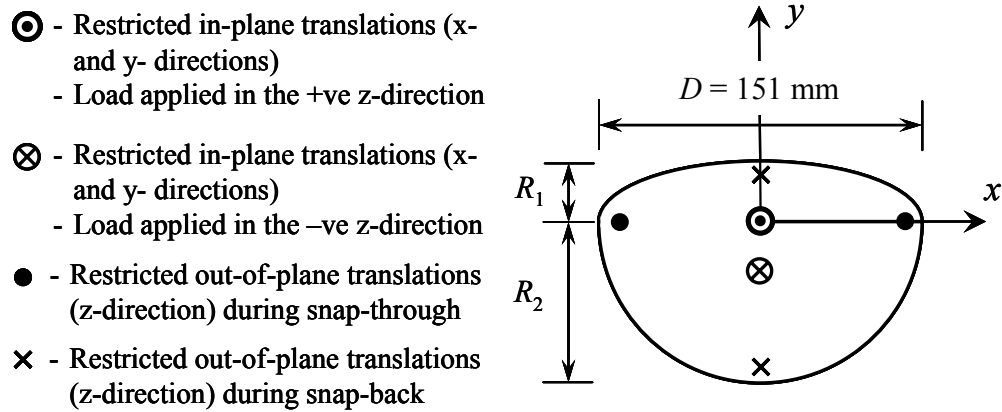 - Restricted in-plane translations (x-
and y- directions)
- Load applied in the +ve z-direction
- Restricted in-plane translations (x-
and y- directions)
- Load applied in the –ve z-direction
- Restricted out-of-plane translations
(z-direction) during snap-through
- Restricted out-of-plane translations
(z-direction) during snap-back
y
D = 151 mm
R1
x
R2